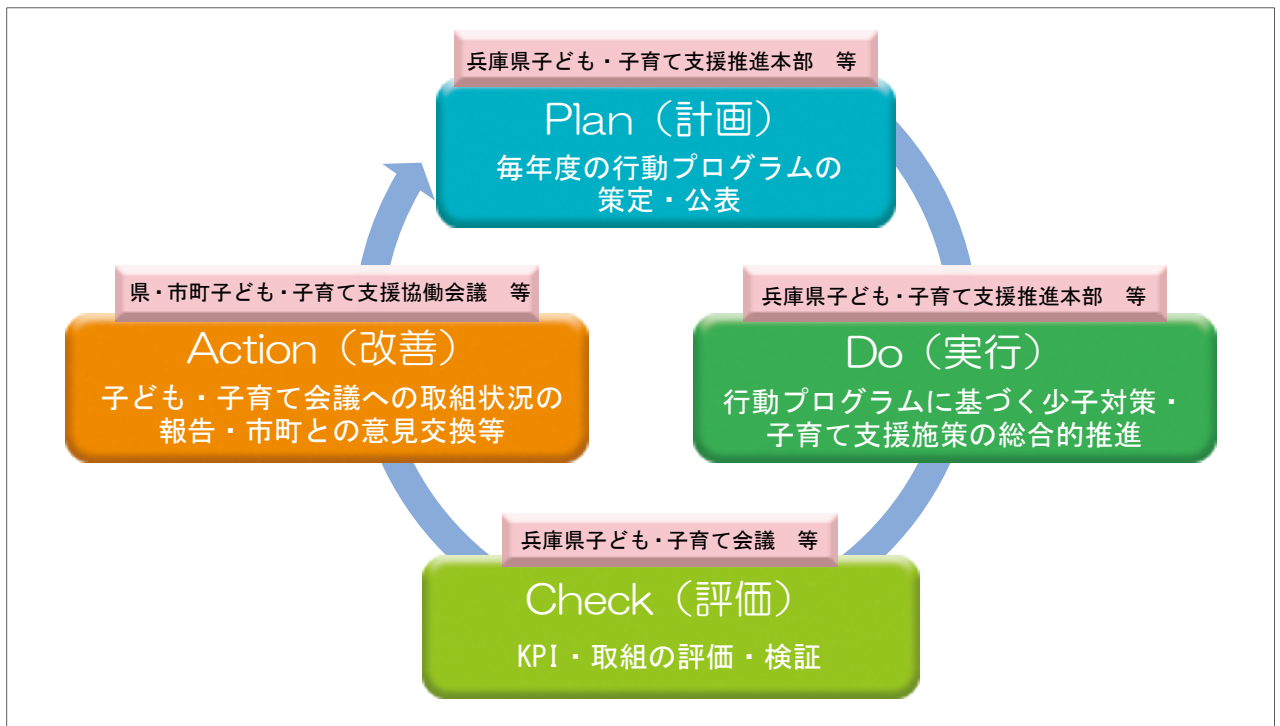 兵庫県子ども・子育て支援推進本部　等
Plan（計画）
毎年度の行動プログラムの
策定・公表
兵庫県子ども・子育て支援推進本部　等
Do（実行）
行動プログラムに基づく少子対策・
子育て支援施策の総合的推進
兵庫県子ども・子育て会議　等
Check（評価）
KPI・取組の評価・検証
県・市町子ども・子育て支援協働会議　等
Action（改善）
子ども・子育て会議への取組状況の
報告・市町との意見交換等